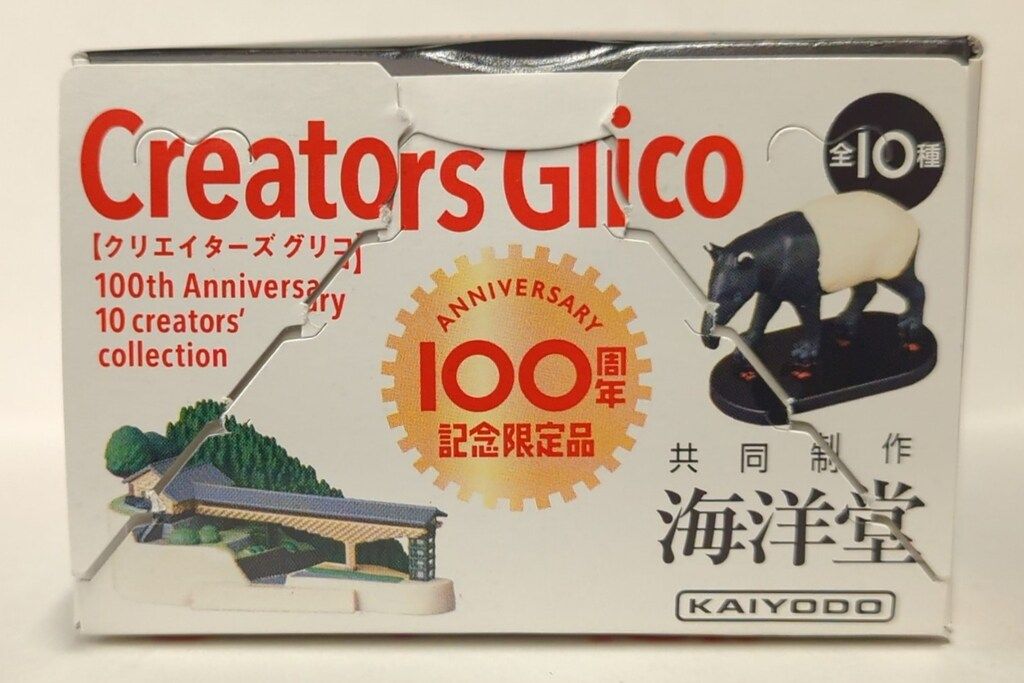 Creators Glico
全10種
【クリエイターズ グリコ】
100th Anniversary
10 creators'
collection
ANNIVERSARY
100周年
記念限定品
共同制作
海洋堂
KAIYODO